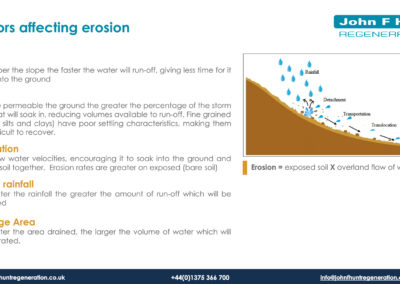 ors affecting erosion
John F H
REGENERA
per the slope the faster the water will run-off, giving less time for it
nto the ground
e permeable the ground the greater the percentage of the storm
at will soak in, reducing volumes available to run-off. Fine grained
silts and clays) have poor settling characteristics, making them
icult to recover.
ation
w water velocities, encouraging it to soak into the ground and
soil together. Erosion rates are greater on exposed (bare soil)
rainfall
ter the rainfall the greater the amount of run-off which will be
ed
ge Area
ter the area drained, the larger the volume of water which will
rated.
Rainfall
Detachment
Transportation
Translocation
Erosion = exposed soil X overland flow of w
fhuntregeneration.co.uk
+44(0)1375 366 700
info@johnfhuntregeneration.co